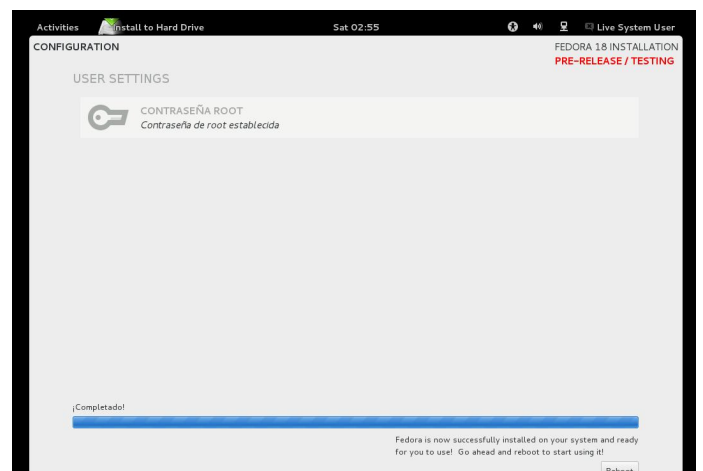 Activities Install to Hard Drive Sat 02:55 Live System User
CONFIGURATION FEDORA 18 INSTALLATION
PRE-RELEASE / TESTING
USER SETTINGS
CONTRASEÑA ROOT
Contraseña de root establecida
¡Completado!
Fedora is now successfully installed on your system and ready
for you to use! Go ahead and reboot to start using it!
Reboot